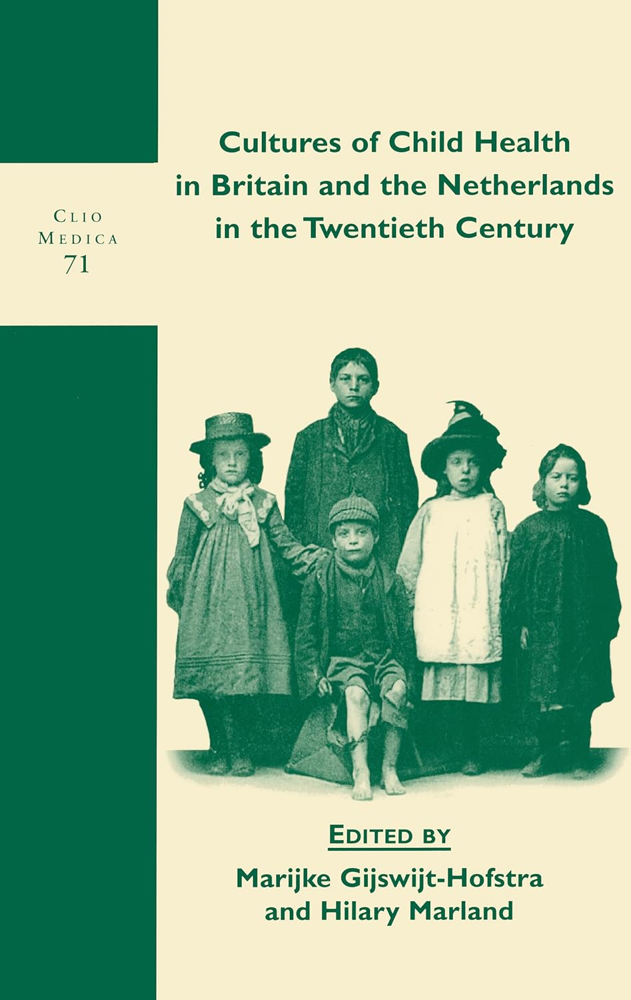 Cultures of Child Health
in Britain and the Netherlands
in the Twentieth Century
CLIO
MEDICA
71
EDITED BY
Marijke Gijswijt-Hofstra
and Hilary Marland